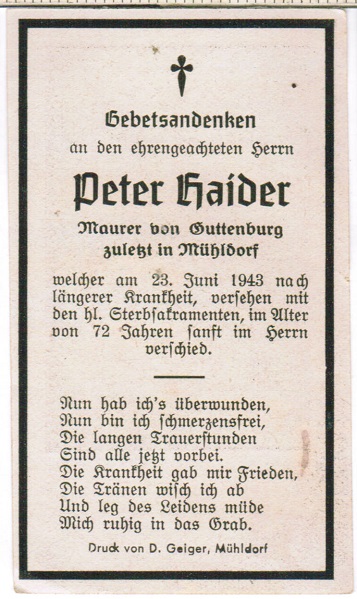 Gebetsandenken
an den ehrengeachteten Herrn
Peter Haider
Maurer von Guttenburg
zuletzt in Mühldorf
welcher am 23. Juni 1943 nach
längerer Krankheit, versehen mit
den hl. Sterbsakramenten, im Alter
von 72 Jahren sanft im Herrn
verschied.
Nun hab ich's überwunden,
Nun bin ich schmerzensfrei,
Die langen Trauerstunden
Sind alle jetzt vorbei.
Die Krankheit gab mir Frieden,
Die Tränen wisch ich ab
Und leg des Leidens müde
Mich ruhig in das Grab.
Druck von D. Geiger, Mühldorf